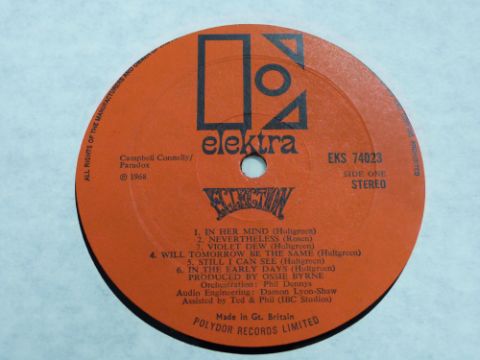 ALL RIGHTS OF THE MANUFACTURERS AND
elektra
EKS 74023
SIDE ONE
STEREO
Campbell Connelly/
Paradox
℗ 1968
ECLECTION
1. IN HER MIND (Hultgreen)
2. NEVERTHELESS (Rosen)
3. VIOLET DEW (Hultgreen)
4. WILL TOMORROW BE THE SAME (Hultgreen)
5. STILL I CAN SEE (Hultgreen)
6. IN THE EARLY DAYS (Hultgreen)
PRODUCED BY OSSIE BYRNE
Orchestration: Phil Dennys
Audio Engineering: Damon Lyon-Shaw
Assisted by Ted & Phil (IBC Studios)
Made in Gt. Britain
POLYDOR RECORDS LIMITED